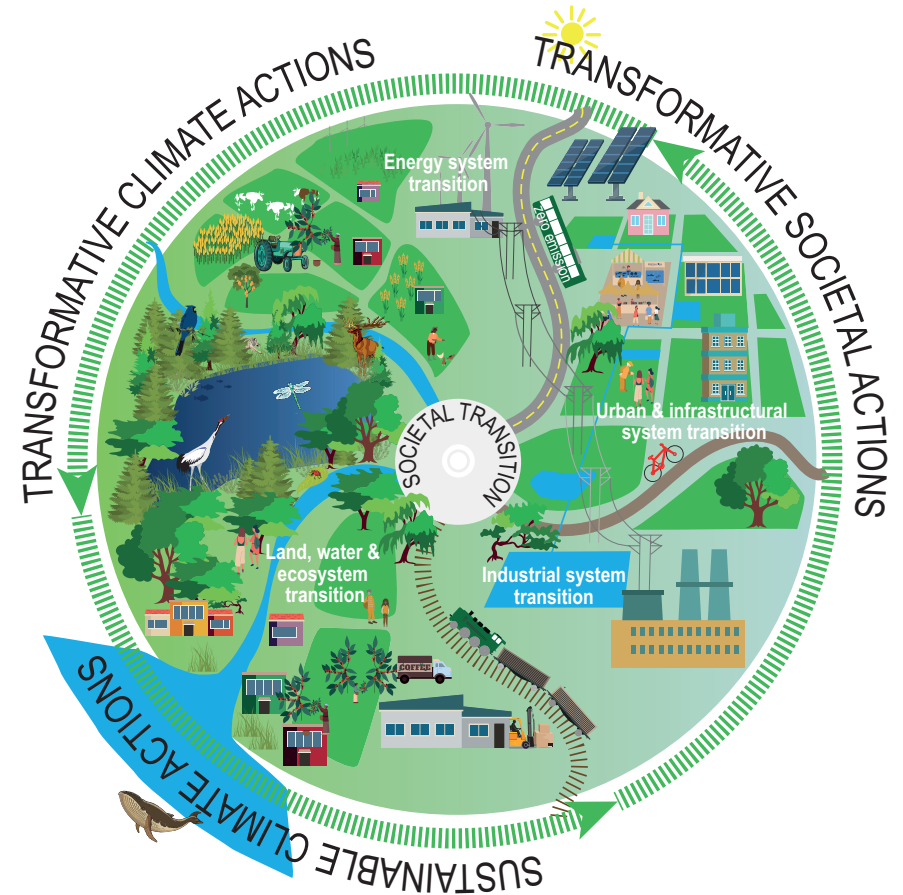 TRANSFORMATIVE CLIMATE ACTIONS
TRANSFORMATIVE SOCIETAL ACTIONS
Energy system
transition
zero emission
SOCIETAL TRANSITION
Urban & infrastructural
system transition
Land, water &
ecosystem
transition
Industrial system
transition
COFFEE
SUSTAINABLE CLIMATE ACTIONS